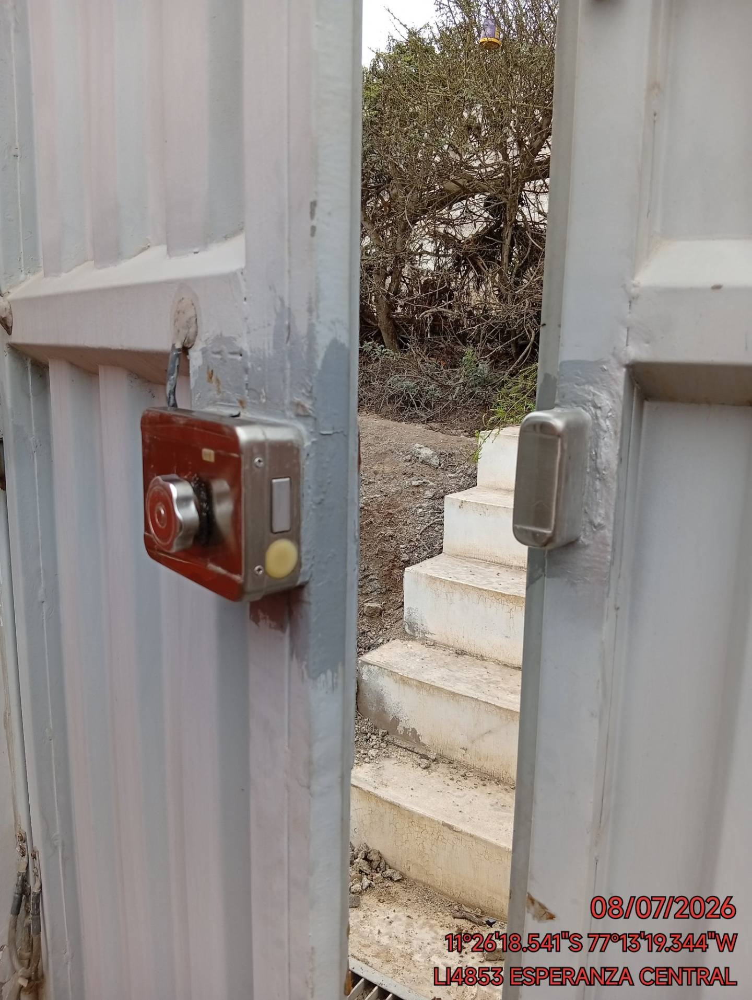 08/07/2026
11°26'18.541"S 77°13'19.344"W
LI4853 ESPERANZA CENTRAL